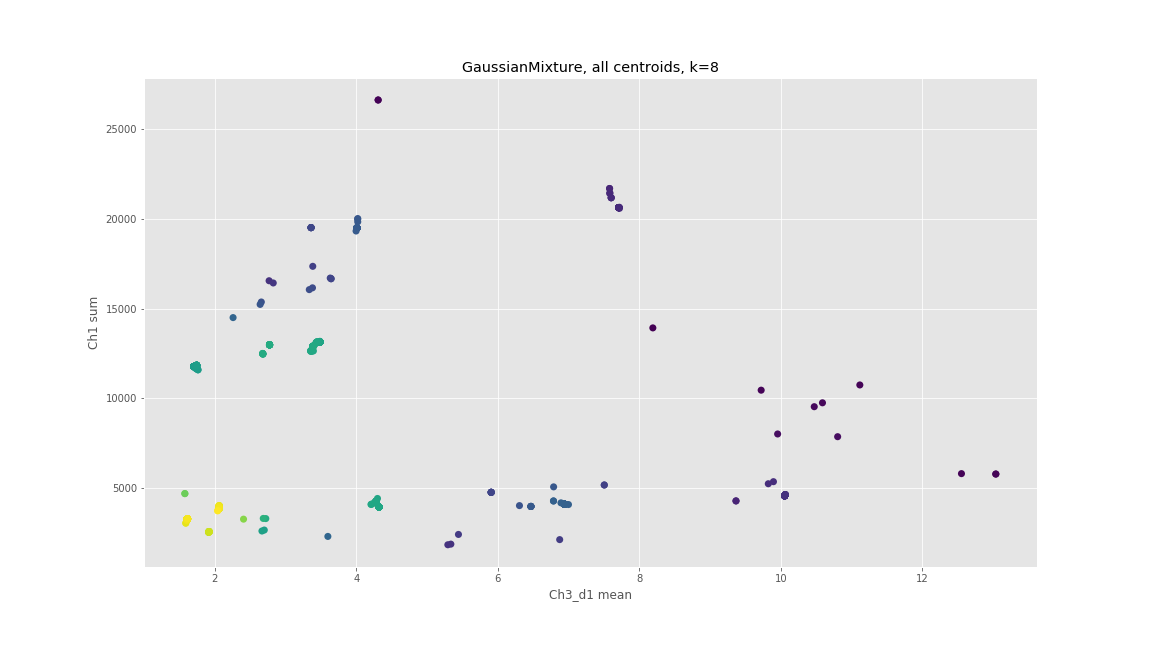 GaussianMixture, all centroids, k=8
25000
20000
15000
10000
5000
Ch1 sum
2 4 6 8 10 12
Ch3_d1 mean